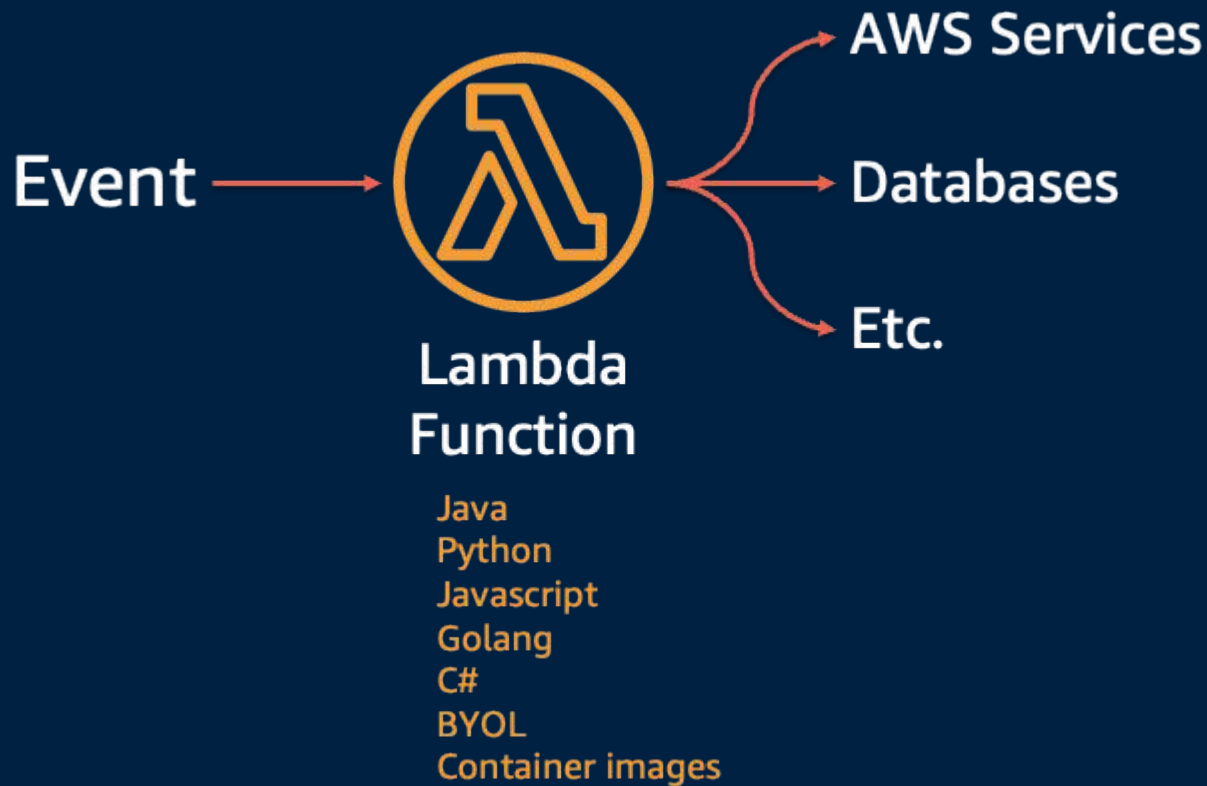 Event
Lambda
Function
Java
Python
Javascript
Golang
C#
BYOL
Container images
AWS Services
Databases
Etc.